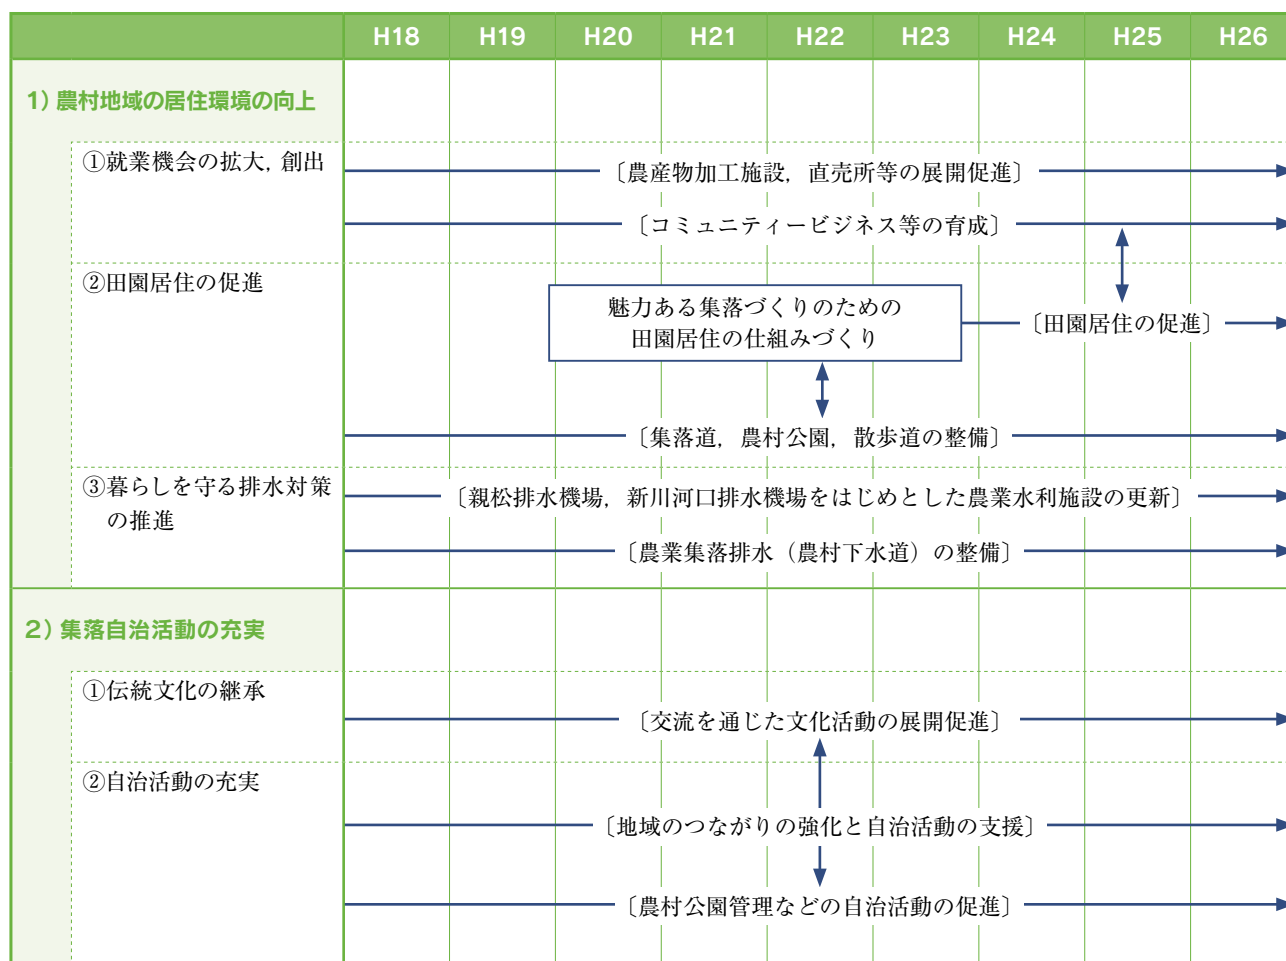 H18 H19 H20 H21 H22 H23 H24 H25 H26
1）農村地域の居住環境の向上
①就業機会の拡大，創出
〔農産物加工施設，直売所等の展開促進〕
〔コミュニティービジネス等の育成〕
②田園居住の促進
魅力ある集落づくりのための
田園居住の仕組みづくり
〔田園居住の促進〕
〔集落道，農村公園，散歩道の整備〕
③暮らしを守る排水対策
の推進
〔親松排水機場，新川河口排水機場をはじめとした農業水利施設の更新〕
〔農業集落排水（農村下水道）の整備〕
2）集落自治活動の充実
①伝統文化の継承
〔交流を通じた文化活動の展開促進〕
②自治活動の充実
〔地域のつながりの強化と自治活動の支援〕
〔農村公園管理などの自治活動の促進〕